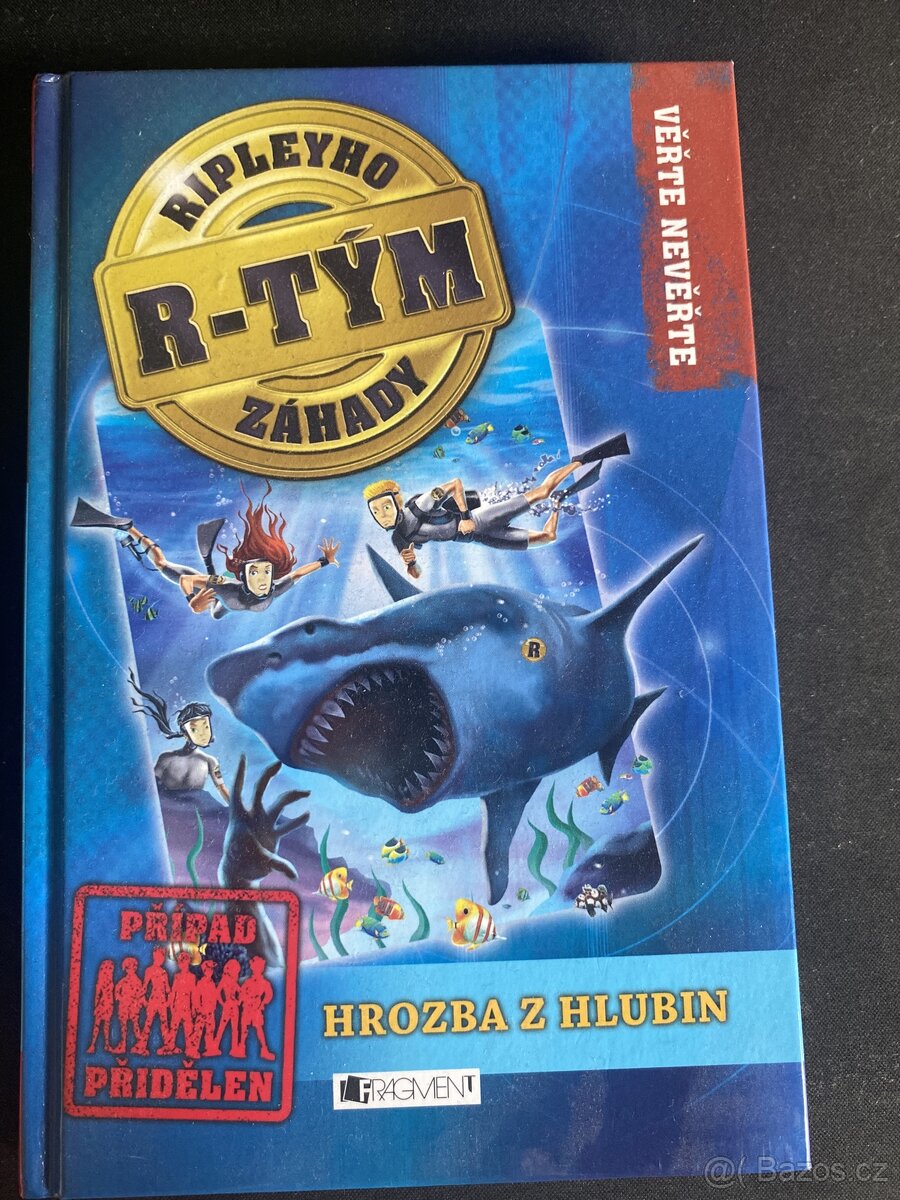 RIPLEYHO
R-TÝM
ZÁHADY
VĚŘTE NEVĚŘTE
R
PŘÍPAD
PŘIDĚLEN
HROZBA Z HLUBIN
FRAGMENT
@( Bazos.cz